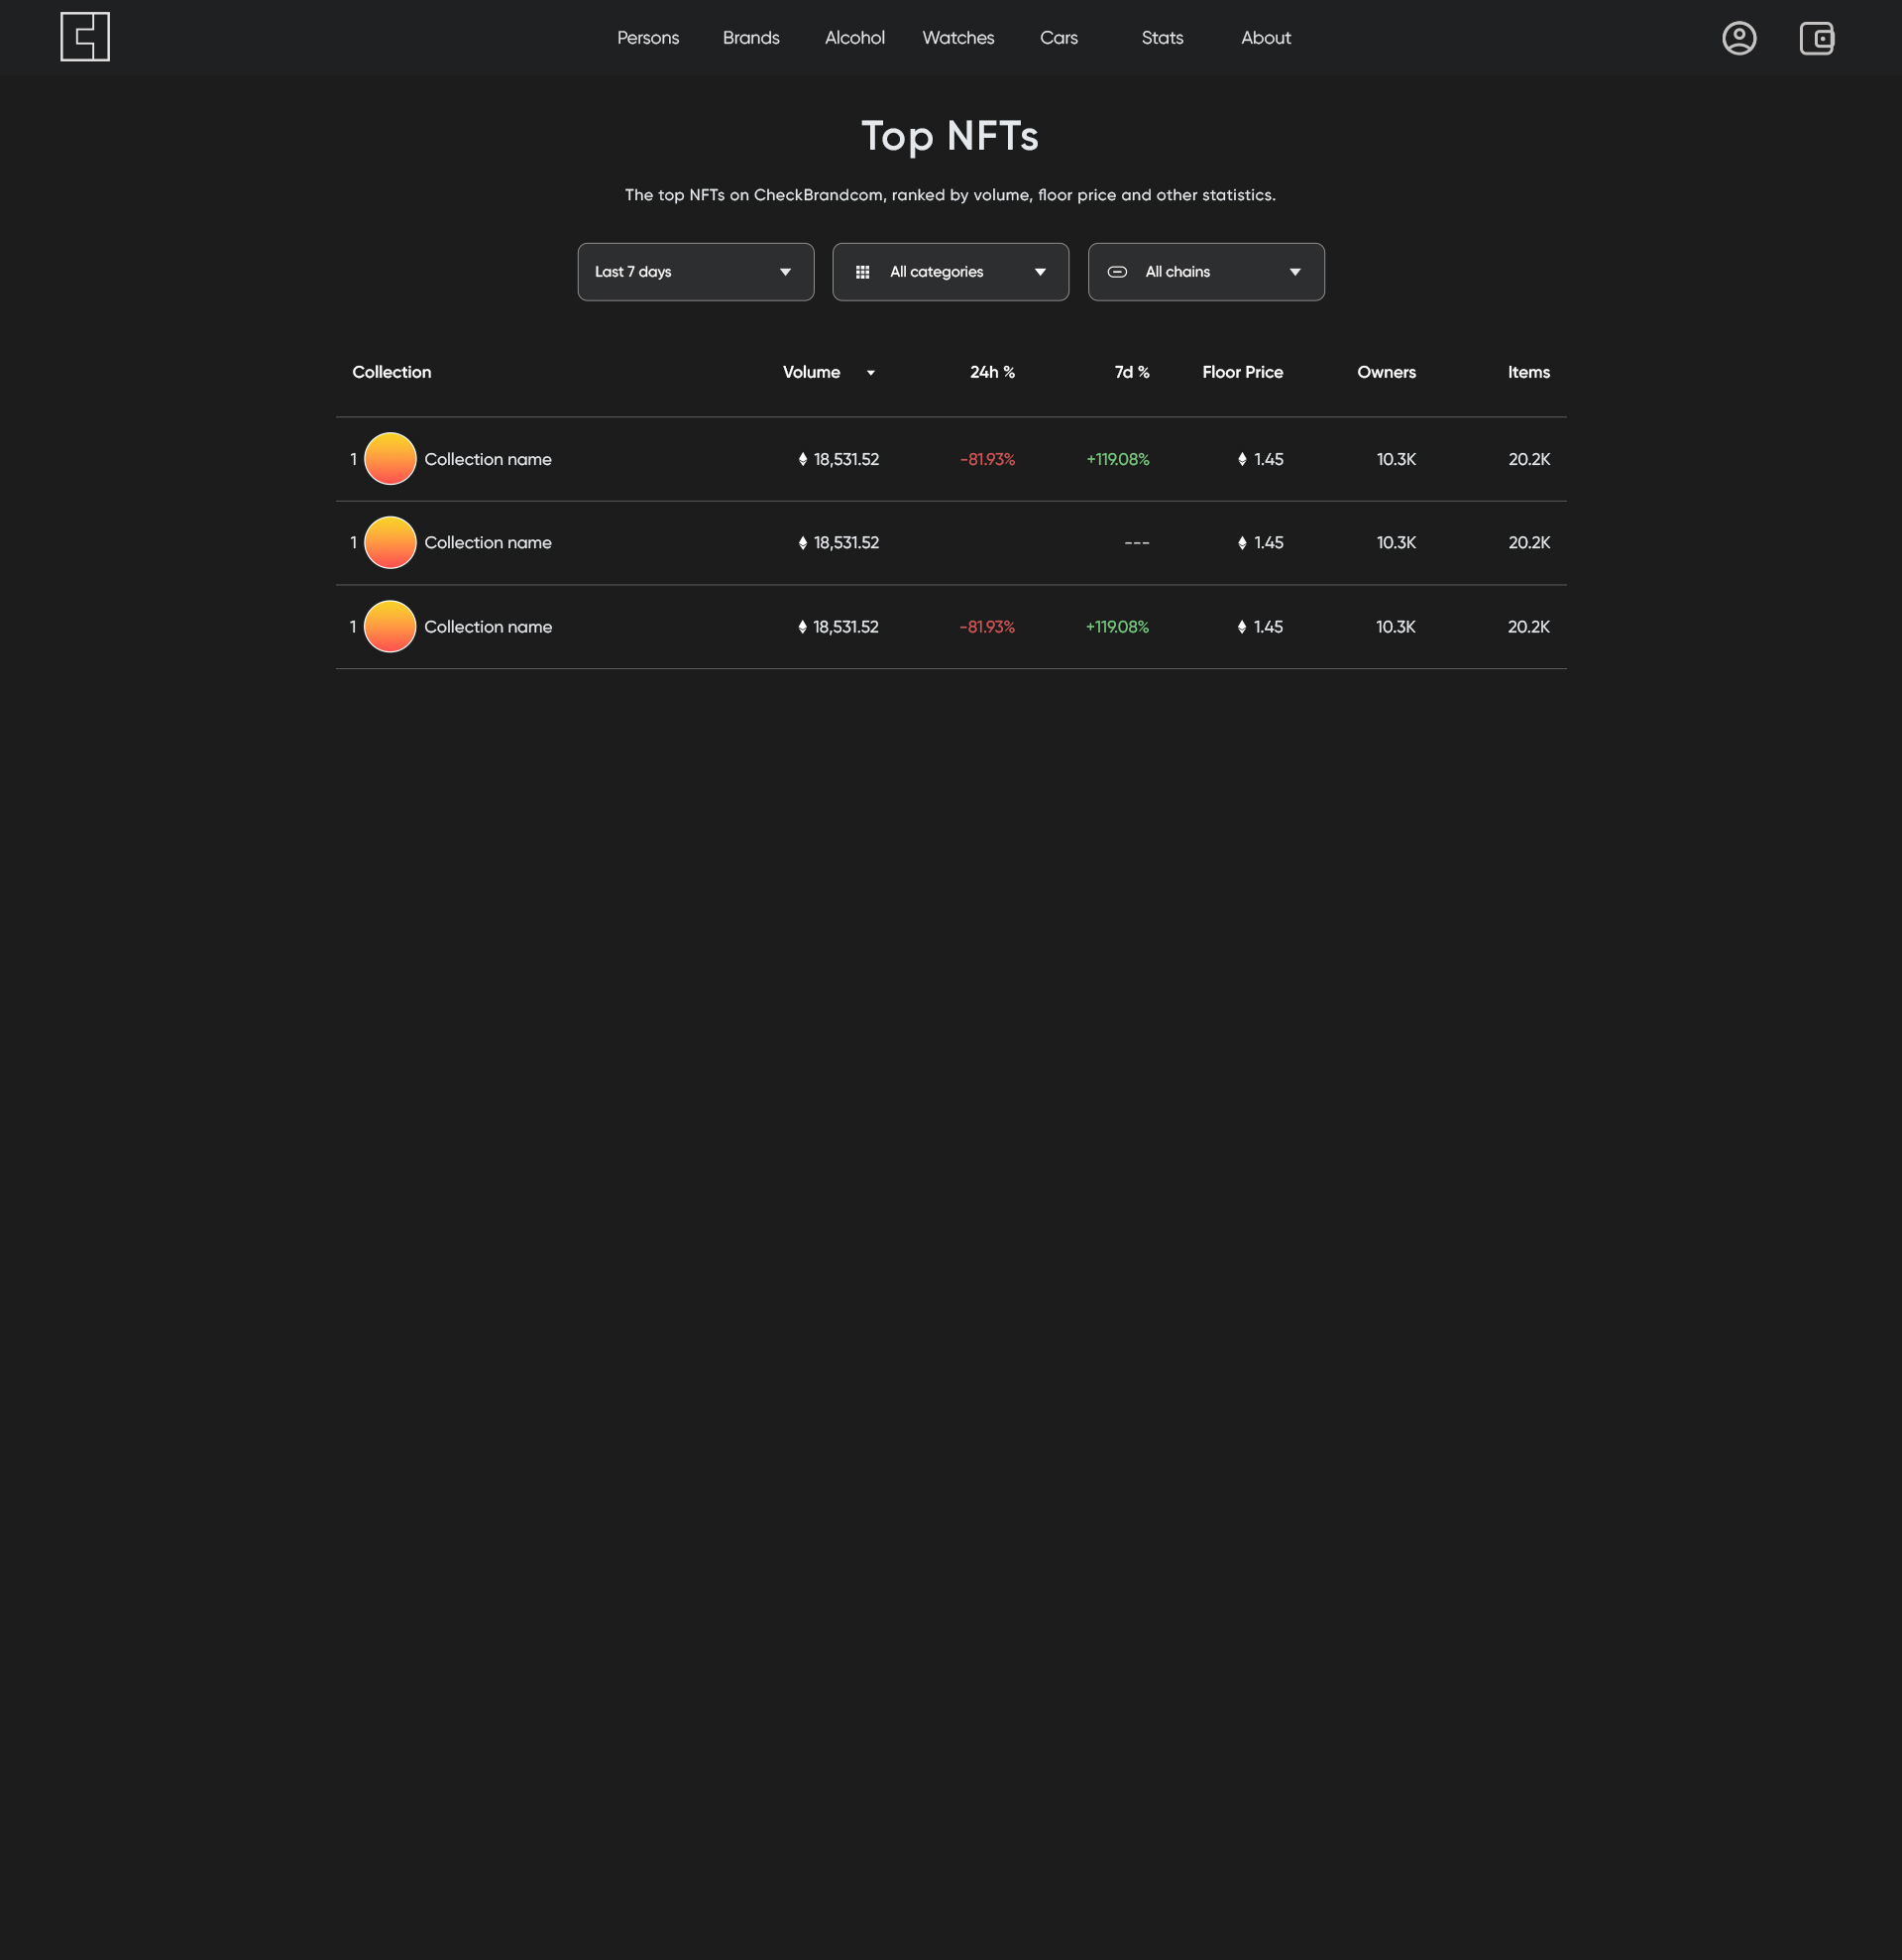 Persons Brands Alcohol Watches Cars Stats About
Top NFTs
The top NFTs on CheckBrandcom, ranked by volume, floor price and other statistics.
Last 7 days All categories All chains
Collection Volume 24h % 7d % Floor Price Owners Items
1 Collection name 18,531.52 -81.93% +119.08% 1.45 10.3K 20.2K
1 Collection name 18,531.52 --- 1.45 10.3K 20.2K
1 Collection name 18,531.52 -81.93% +119.08% 1.45 10.3K 20.2K